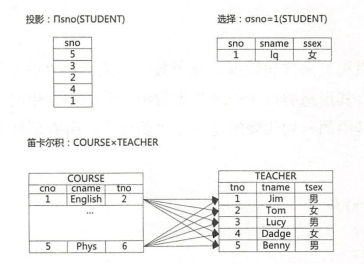 投影：Πsno(STUDENT)
选择：σsno=1(STUDENT)
sno
5
3
2
4
1
sno sname ssex
1 lq 女
笛卡尔积：COURSE×TEACHER
COURSE
cno cname tno
1 English 2
...
5 Phys 6
TEACHER
tno tname tsex
1 Jim 男
2 Tom 女
3 Lucy 男
4 Dadge 女
5 Benny 男